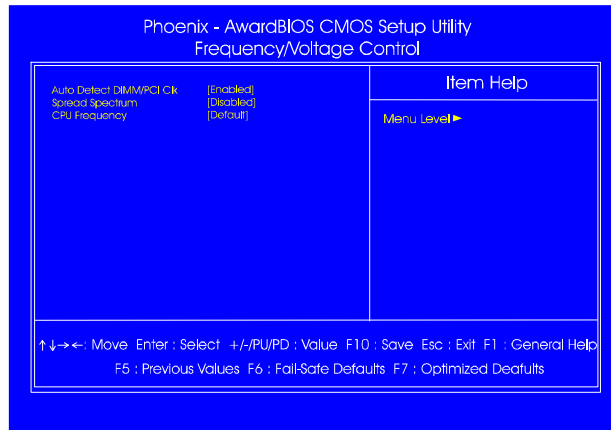 Phoenix - AwardBIOS CMOS Setup Utility
Frequency/Voltage Control
Auto Detect DIMM/PCI Clk [Enabled]
Spread Spectrum [Disabled]
CPU Frequency [Default]
Item Help
Menu Level ►
↑↓→←: Move Enter : Select +/-/PU/PD : Value F10 : Save Esc : Exit F1 : General Help
F5 : Previous Values F6 : Fail-Safe Defaults F7 : Optimized Deafults